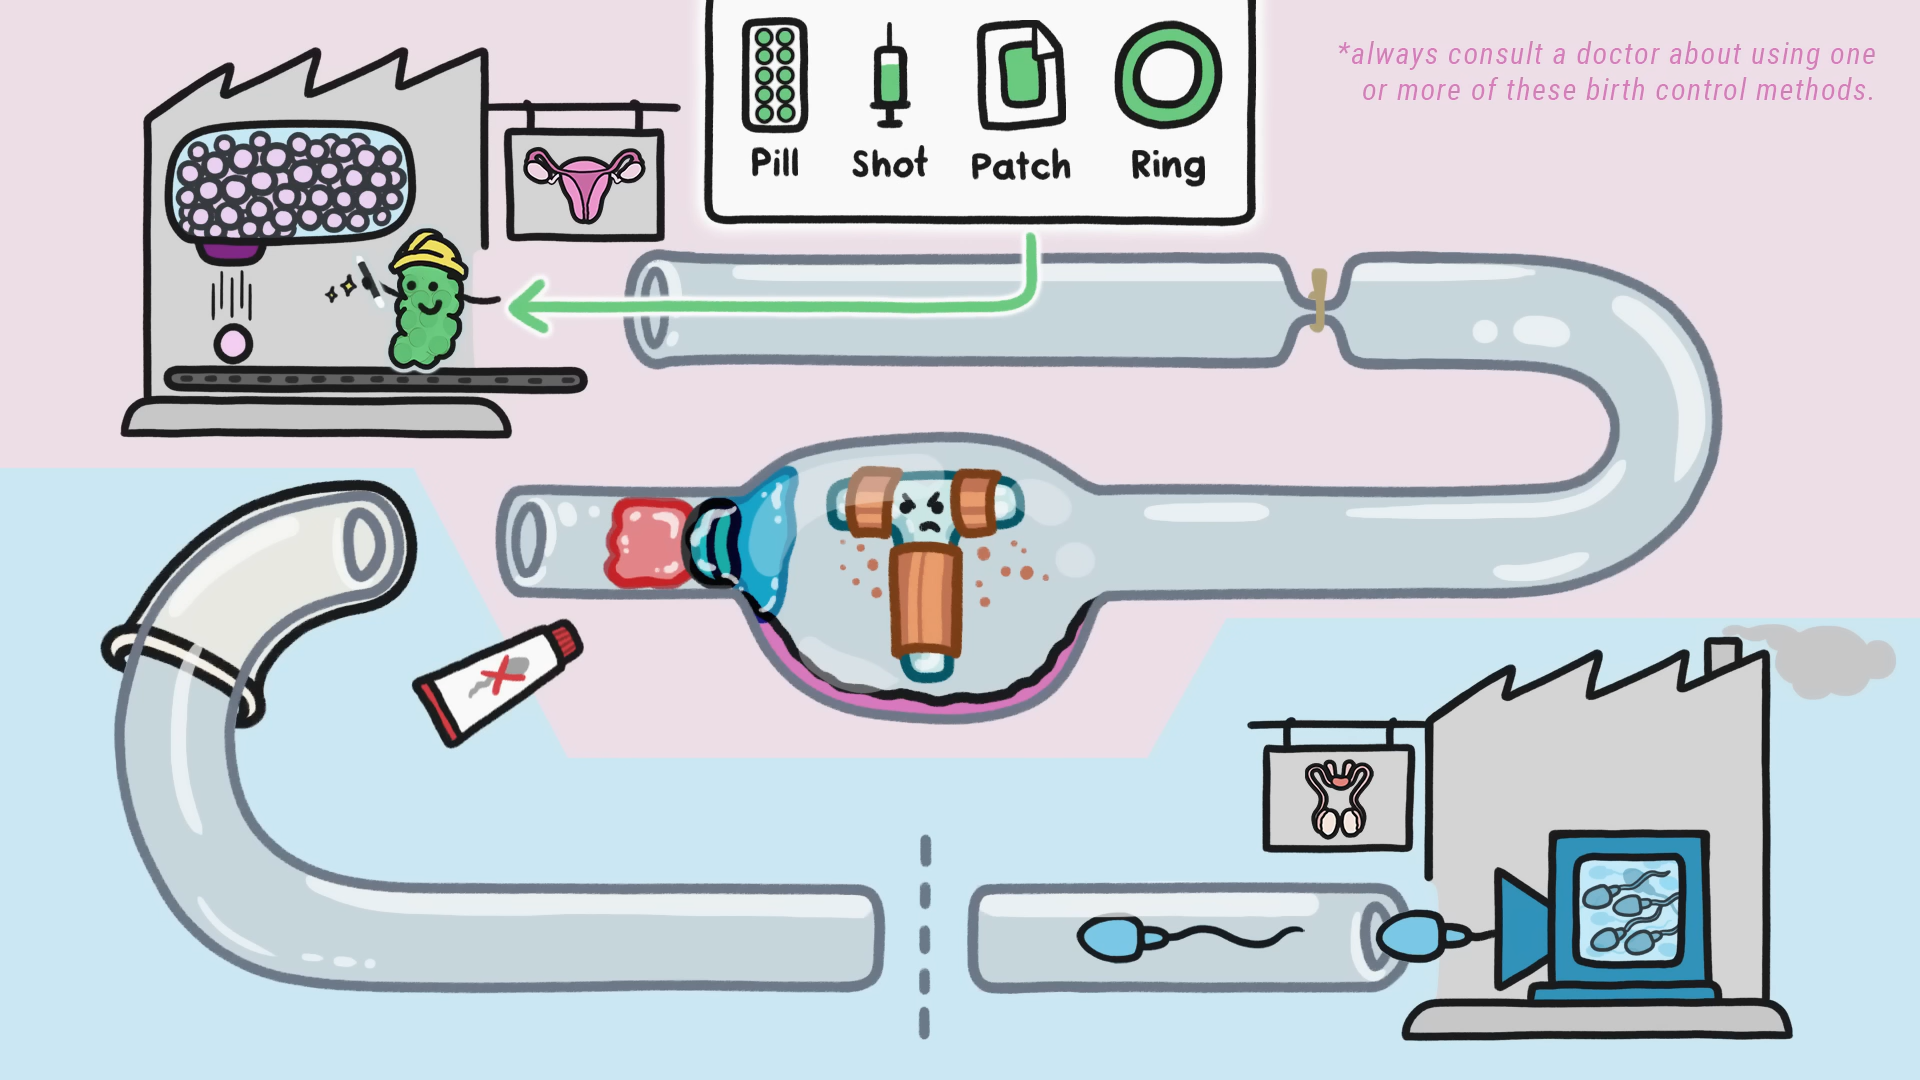 Pill Shot Patch Ring
*always consult a doctor about using one
or more of these birth control methods.